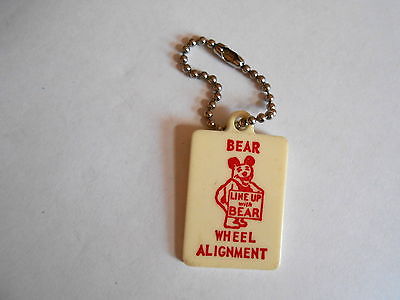 BEAR
LINE UP
with
BEAR
WHEEL
ALIGNMENT